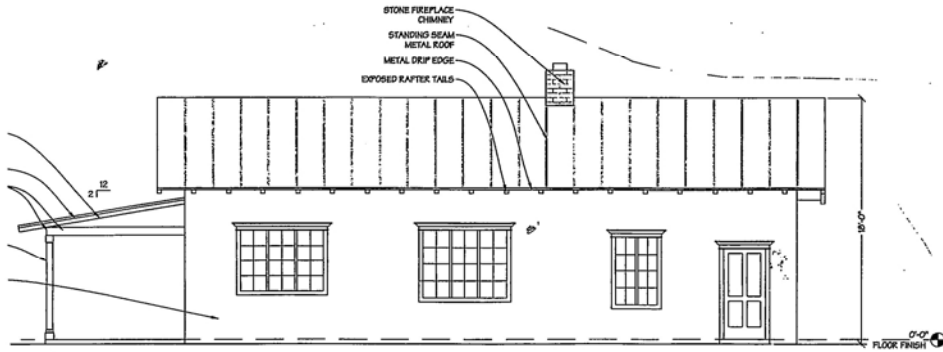 STONE FIREPLACE
CHIMNEY
STANDING SEAM
METAL ROOF
METAL DRIP EDGE
EXPOSED RAFTER TAILS
12
2
18'-0"
0'-0"
FLOOR FINISH